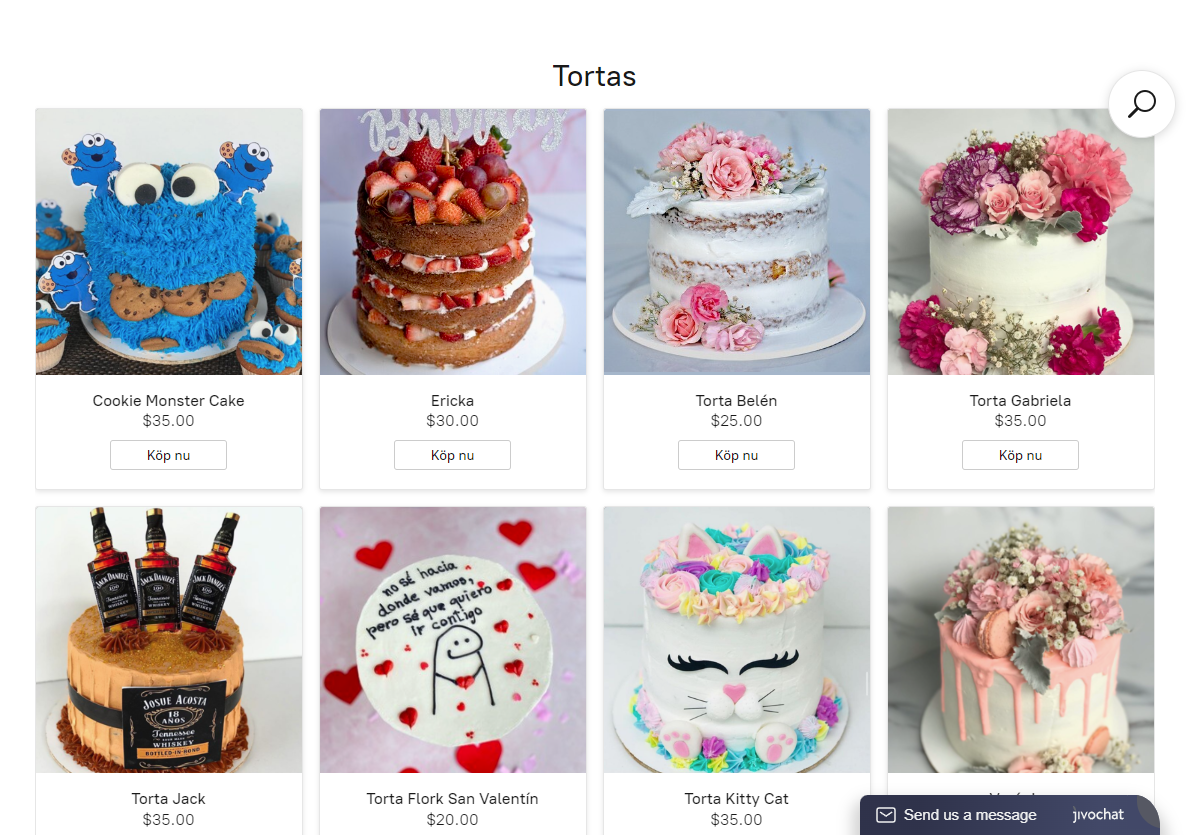 Tortas
Birthday
Cookie Monster Cake
$35.00
Köp nu
Ericka
$30.00
Köp nu
Torta Belén
$25.00
Köp nu
Torta Gabriela
$35.00
Köp nu
JACK DANIEL'S
JACK DANIEL'S
JACK DANIEL'S
Tennessee
WHISKEY
JOSUE ACOSTA
18
AÑOS
Tennessee
WHISKEY
BOTTLED-IN-BOND
no sé hacia
donde vamos,
pero sé que quiero
ir contigo
Torta Jack
$35.00
Torta Flork San Valentín
$20.00
Torta Kitty Cat
$35.00
Send us a message
jivochat